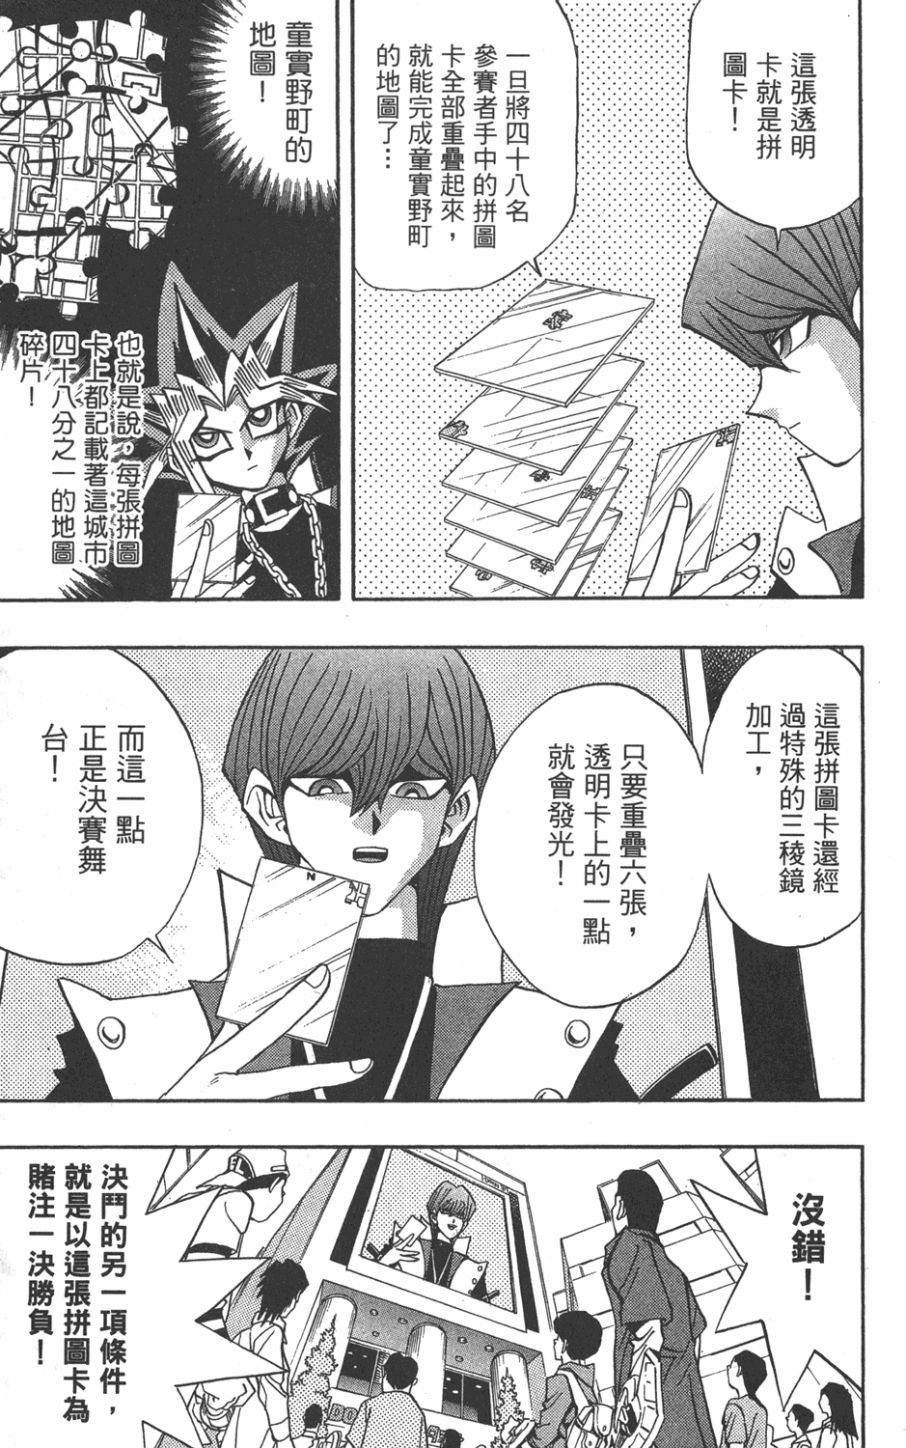 這張透明
卡就是拼
圖卡！
一旦將四十八名
參賽者手中的拼圖
卡全部重疊起來，
就能完成童實野町
的地圖了…
童實野町的
地圖！
也就是說，每張拼圖
卡上都記載著這城市
四十八分之一的地圖
碎片！
這張拼圖卡還經
過特殊的三稜鏡
加工，
只要重疊六張，
透明卡上的一點
就會發光！
而這一點
正是決賽舞
台！
N
沒錯！
決鬥的另一項條件，
就是以這張拼圖卡為
賭注一決勝負！
DO